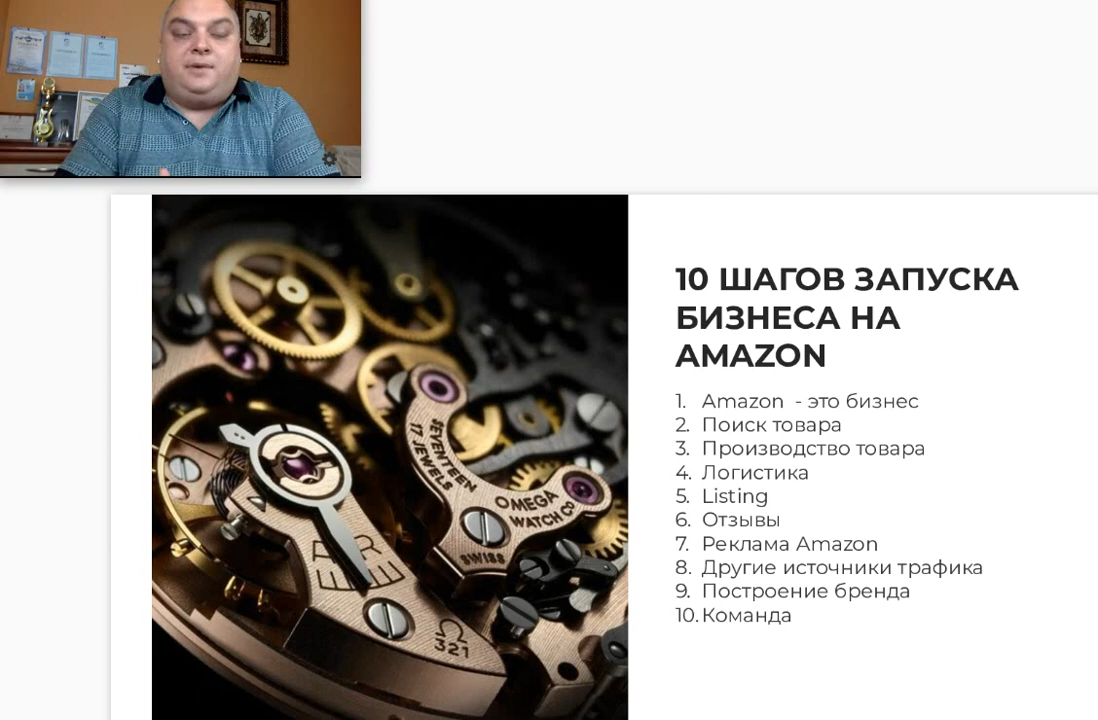 10 ШАГОВ ЗАПУСКА
БИЗНЕСА НА
AMAZON
1. Amazon - это бизнес
2. Поиск товара
3. Производство товара
4. Логистика
5. Listing
6. Отзывы
7. Реклама Amazon
8. Другие источники трафика
9. Построение бренда
10. Команда
SEVENTEEN
17 JEWELS
OMEGA
WATCH CO
SWISS
A R
Ω
321